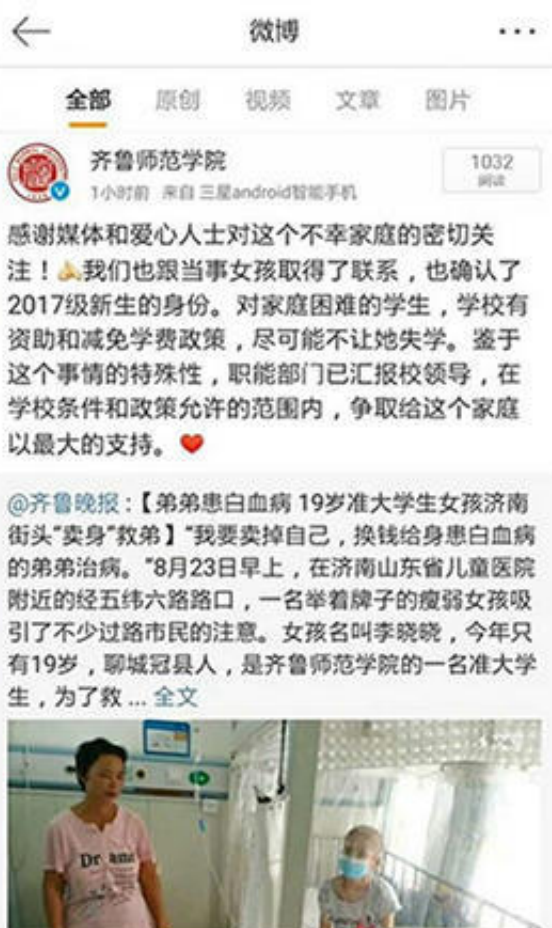 微博
全部 原创 视频 文章 图片
齐鲁师范学院
1032
阅读
1小时前 来自 三星android智能手机
感谢媒体和爱心人士对这个不幸家庭的密切关
注！🙏我们也跟当事女孩取得了联系，也确认了
2017级新生的身份。对家庭困难的学生，学校有
资助和减免学费政策，尽可能不让她失学。鉴于
这个事情的特殊性，职能部门已汇报校领导，在
学校条件和政策允许的范围内，争取给这个家庭
以最大的支持。❤️
@齐鲁晚报：【弟弟患白血病 19岁准大学生女孩济南
街头“卖身”救弟】“我要卖掉自己，换钱给身患白血病
的弟弟治病。”8月23日早上，在济南山东省儿童医院
附近的经五纬六路路口，一名举着牌子的瘦弱女孩吸
引了不少过路市民的注意。女孩名叫李晓晓，今年只
有19岁，聊城冠县人，是齐鲁师范学院的一名准大学
生，为了救 ... 全文